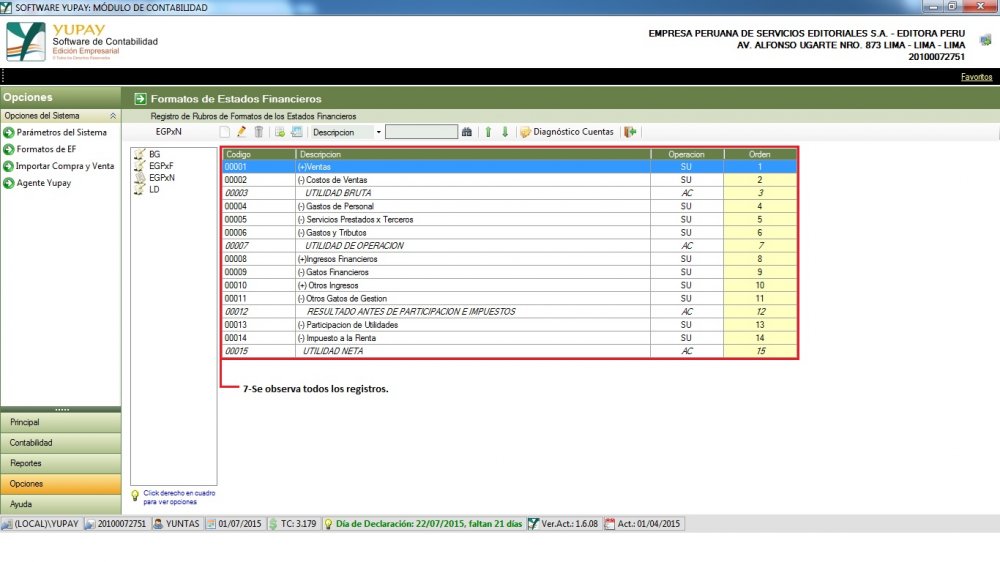 SOFTWARE YUPAY: MÓDULO DE CONTABILIDAD
YUPAY
Software de Contabilidad
Edición Empresarial
© Todos los Derechos Reservados
EMPRESA PERUANA DE SERVICIOS EDITORIALES S.A. - EDITORA PERU
AV. ALFONSO UGARTE NRO. 873 LIMA - LIMA - LIMA
20100072751
Favoritos
Opciones
Formatos de Estados Financieros
Opciones del Sistema
Registro de Rubros de Formatos de los Estados Financieros
Parámetros del Sistema
Formatos de EF
Importar Compra y Venta
Agente Yupay
EGPxN
Descripcion
Diagnóstico Cuentas
BG
EGPxF
EGPxN
LD
Codigo Descripcion Operacion Orden
00001 (+)Ventas SU 1
00002 (-) Costos de Ventas SU 2
00003 UTILIDAD BRUTA AC 3
00004 (-) Gastos de Personal SU 4
00005 (-) Servicios Prestados x Terceros SU 5
00006 (-) Gastos y Tributos SU 6
00007 UTILIDAD DE OPERACION AC 7
00008 (+)Ingresos Financieros SU 8
00009 (-) Gatos Financieros SU 9
00010 (+) Otros Ingresos SU 10
00011 (-) Otros Gatos de Gestion SU 11
00012 RESULTADO ANTES DE PARTICIPACION E IMPUESTOS AC 12
00013 (-) Participacion de Utilidades SU 13
00014 (-) Impuesto a la Renta SU 14
00015 UTILIDAD NETA AC 15
7-Se observa todos los registros.
Principal
Contabilidad
Reportes
Opciones
Ayuda
Click derecho en cuadro
para ver opciones
(LOCAL)\YUPAY 20100072751 YUNTAS 01/07/2015 TC: 3.179 Día de Declaración: 22/07/2015, faltan 21 días Ver.Act.: 1.6.08 Act.: 01/04/2015